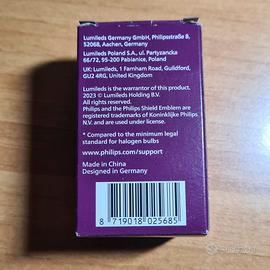 Lumileds Germany GmbH, Philipsstraße 8,
52068, Aachen, Germany
Lumileds Poland S.A., ul. Partyzancka
66/72, 95-200 Pabianice, Poland
UK: Lumileds, 1 Farnham Road, Guildford,
GU2 4RG, United Kingdom
Lumileds is the warrantor of this product.
2023 © Lumileds Holding B.V.
All rights reserved.
Philips and the Philips Shield Emblem are
registered trademarks of Koninklijke Philips
N.V. and are used under license.
* Compared to the minimum legal
standard for halogen bulbs
www.philips.com/support
Made in China
Designed in Germany
8 719018 025685